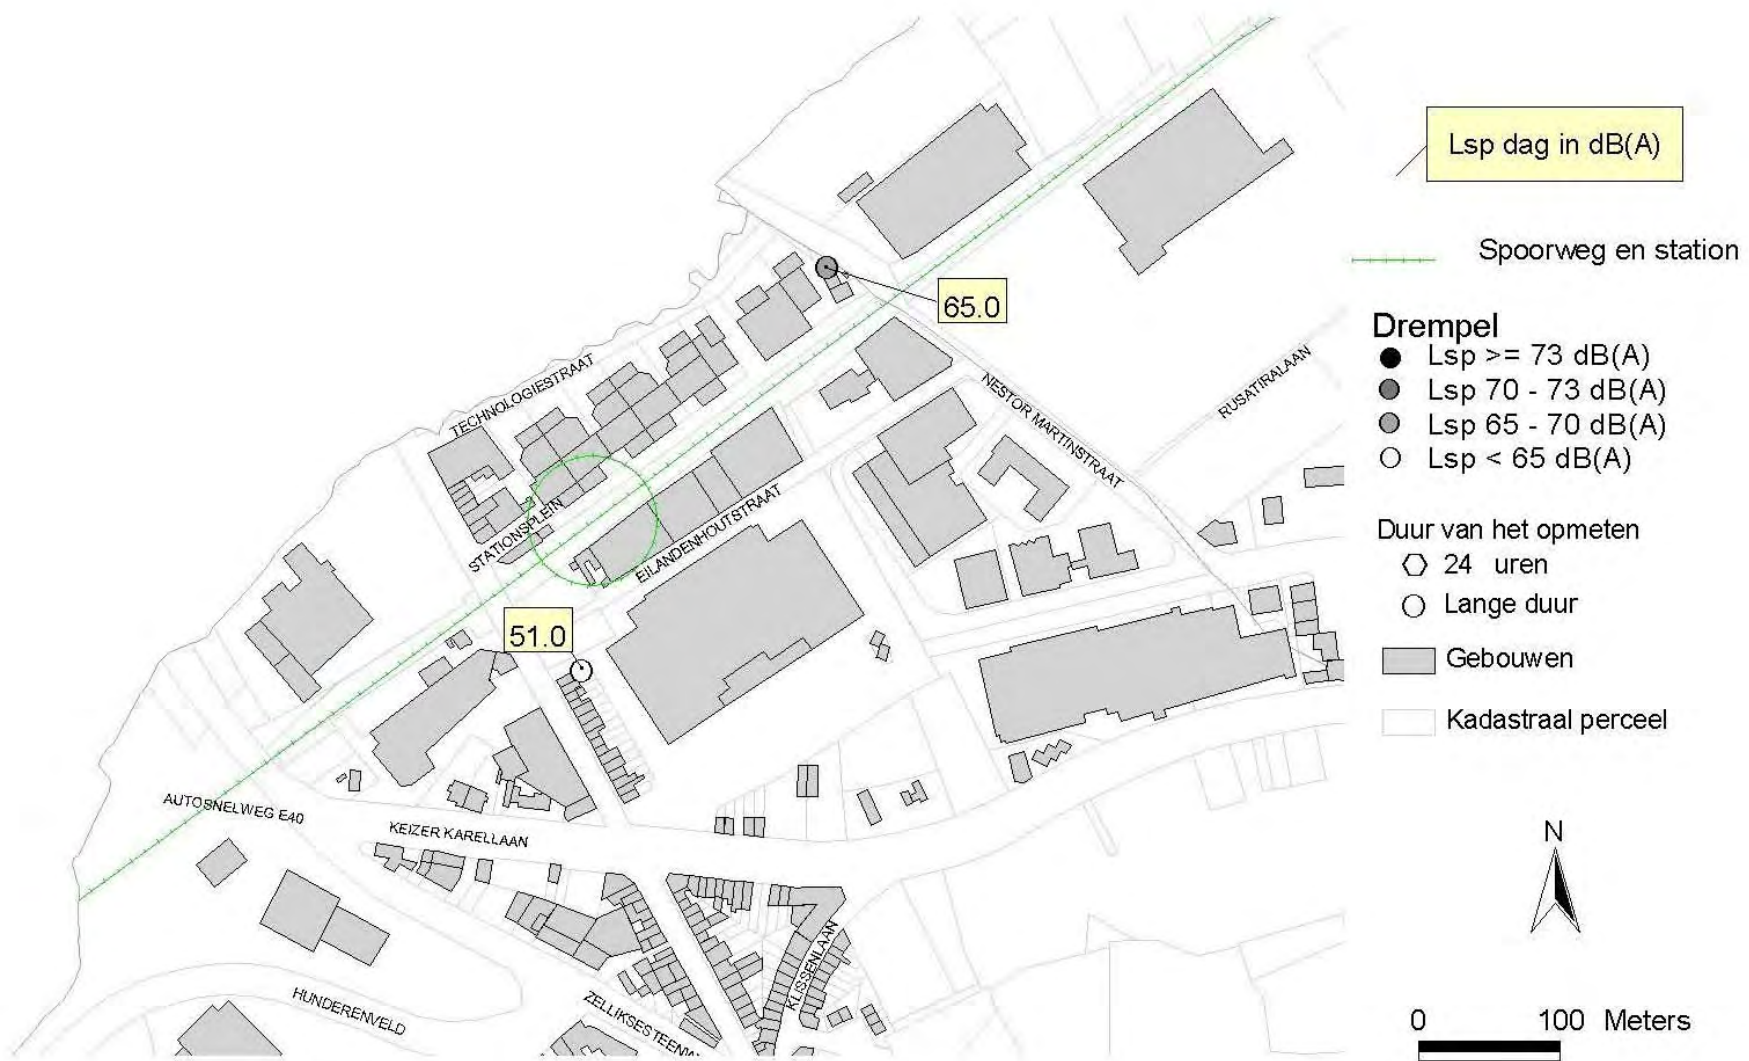 Lsp dag in dB(A)
Spoorweg en station
65.0
Drempel
Lsp >= 73 dB(A)
Lsp 70 - 73 dB(A)
Lsp 65 - 70 dB(A)
Lsp < 65 dB(A)
TECHNOLOGIESTRAAT
NESTOR MARTINSTRAAT
RUSATIRALAAN
STATIONSPLEIN
EILANDENHOUTSTRAAT
Duur van het opmeten
24 uren
Lange duur
51.0
Gebouwen
Kadastraal perceel
AUTOSNELWEG E40
KEIZER KARELLAAN
N
KLISSENLAAN
HUNDERENVELD
ZELLIKSESTEENW
0 100 Meters